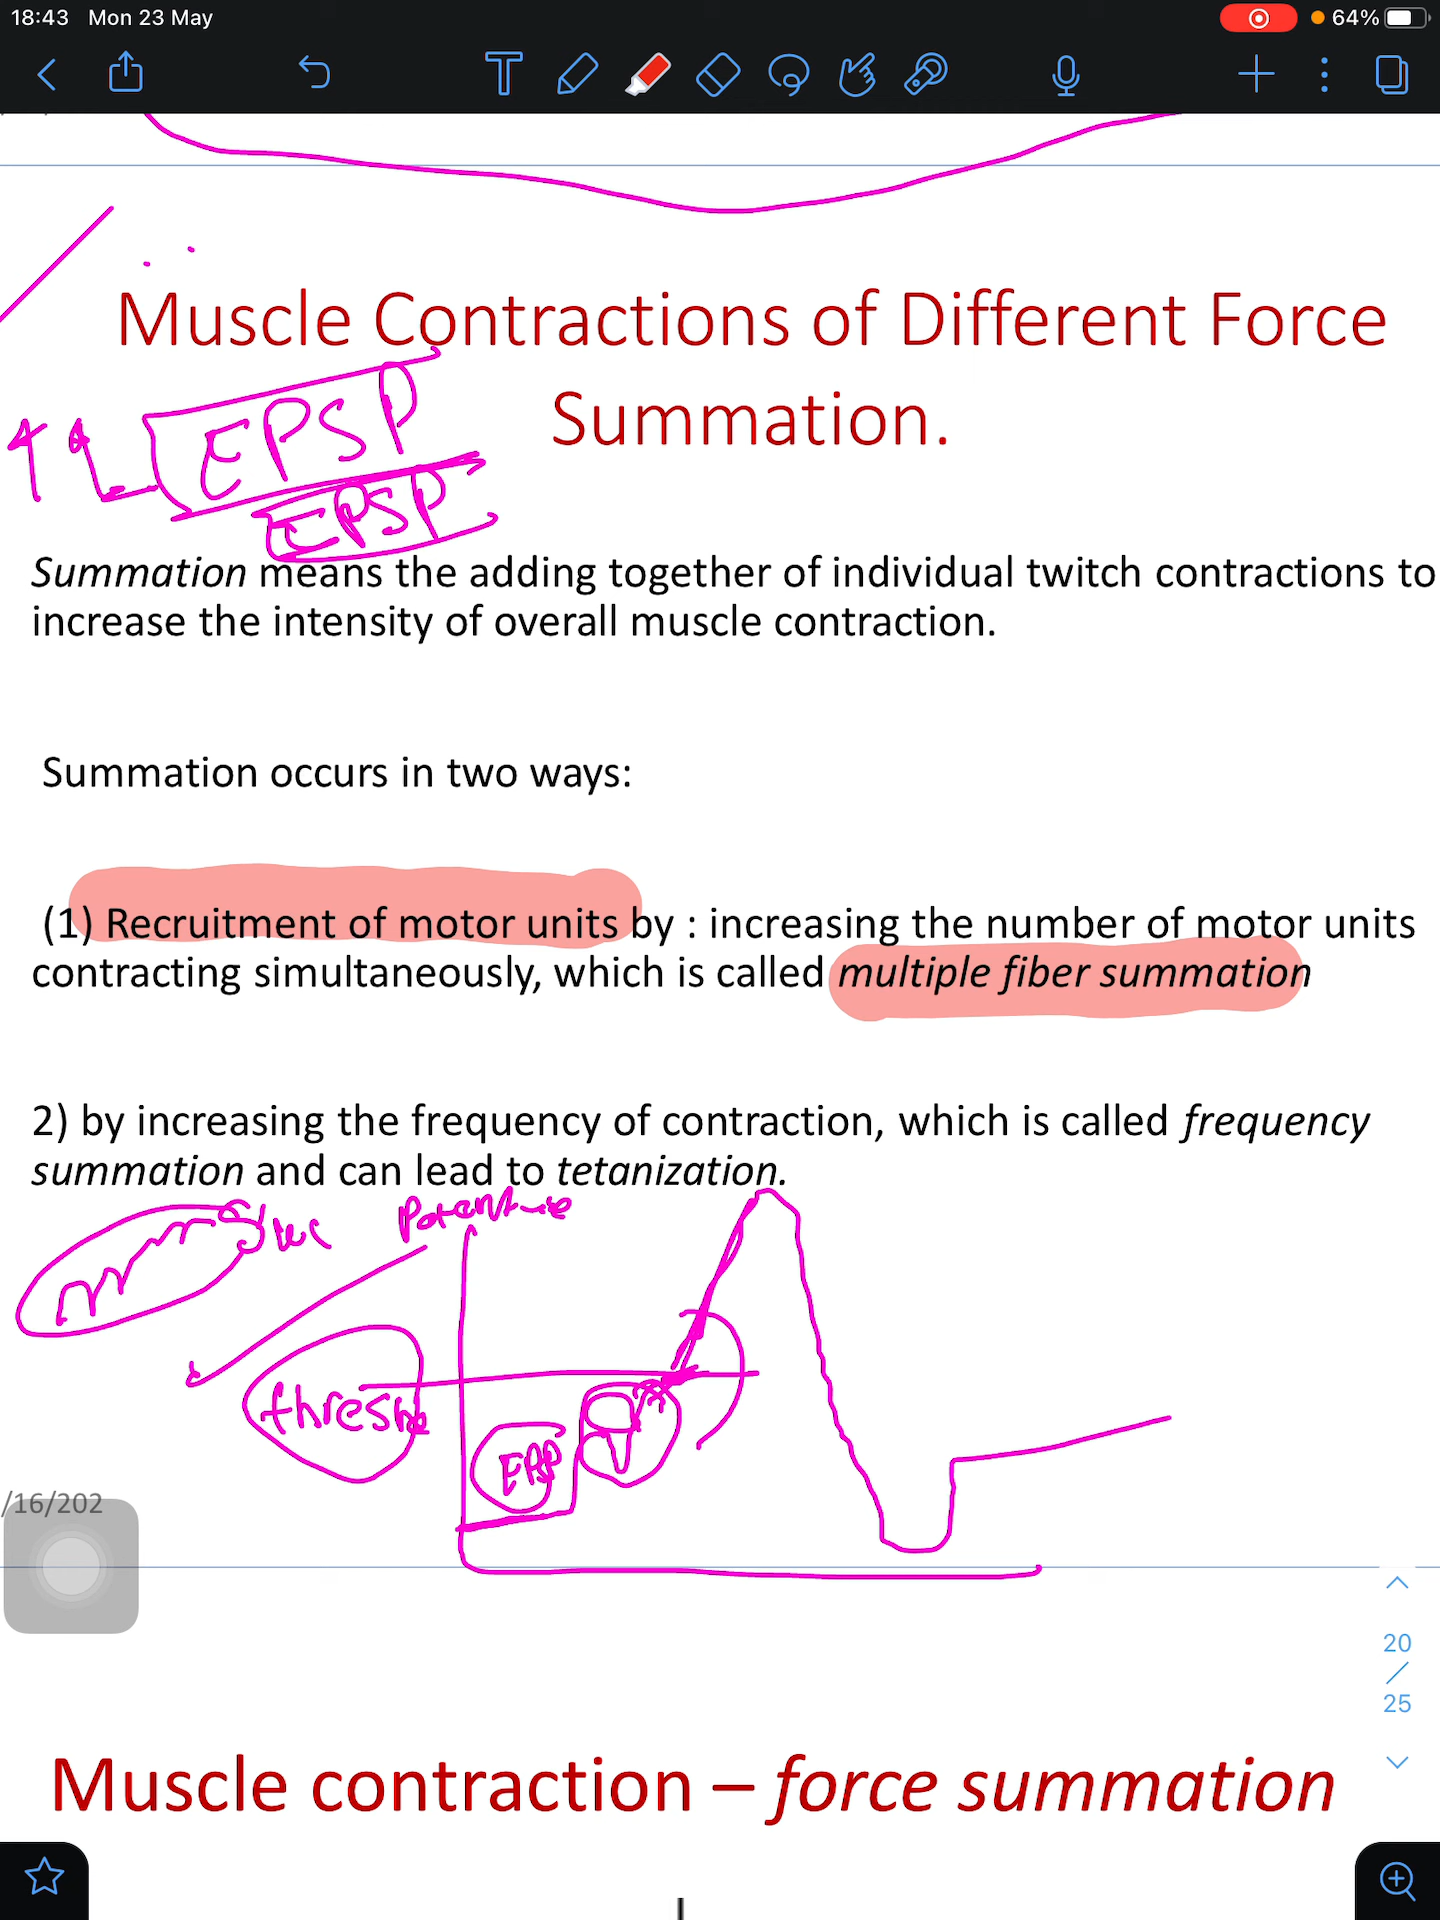 18:43 Mon 23 May
64%
Muscle Contractions of Different Force
Summation.
EPSP
EPSP
Summation means the adding together of individual twitch contractions to
increase the intensity of overall muscle contraction.
Summation occurs in two ways:
(1) Recruitment of motor units by : increasing the number of motor units
contracting simultaneously, which is called multiple fiber summation
2) by increasing the frequency of contraction, which is called frequency
summation and can lead to tetanization.
/16/202
20
/
25
Muscle contraction – force summation